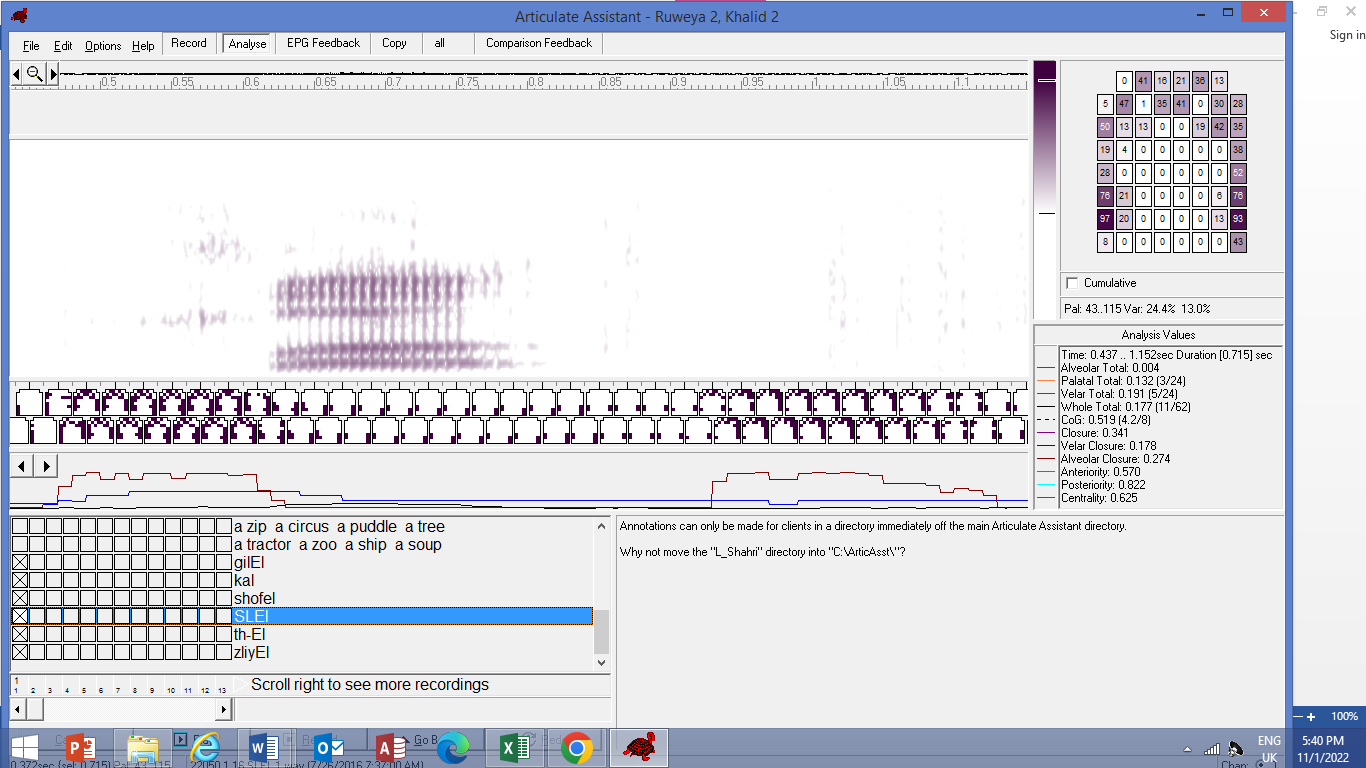 Articulate Assistant - Ruweya 2, Khalid 2
Sign in
File Edit Options Help Record Analyse EPG Feedback Copy all Comparison Feedback
0.5 0.55 0.6 0.65 0.7 0.75 0.8 0.85 0.9 0.95 1. 1.05 1.1
0 41 16 21 36 13
5 47 1 35 41 0 30 28
50 13 13 0 0 19 42 35
19 4 0 0 0 0 0 38
28 0 0 0 0 0 0 52
76 21 0 0 0 0 6 76
97 20 0 0 0 0 13 93
8 0 0 0 0 0 0 43
Cumulative
Pal: 43..115 Var: 24.4% 13.0%
Analysis Values
Time: 0.437 .. 1.152sec Duration [0.715] sec
Alveolar Total: 0.004
Palatal Total: 0.132 (3/24)
Velar Total: 0.191 (5/24)
Whole Total: 0.177 (11/62)
CoG: 0.519 (4.2/8)
Closure: 0.341
Velar Closure: 0.178
Alveolar Closure: 0.274
Anteriority: 0.570
Posteriority: 0.822
Centrality: 0.625
a zip a circus a puddle a tree
a tractor a zoo a ship a soup
gilEl
kal
shofel
SLEl
th-El
zliyEl
Annotations can only be made for clients in a directory immediately off the main Articulate Assistant directory.
Why not move the "L_Shahri" directory into "C:\ArticAsst\"?
1
1 2 3 4 5 6 7 8 9 10 11 12 13
Scroll right to see more recordings
100%
Go B
ENG
UK
5:40 PM
11/1/2022
0.372sec (sel: 0.715) Pal: 43..115
22050 1 16 SLEl 1.wav (7/26/2016 7:37:00 AM)
Chan: